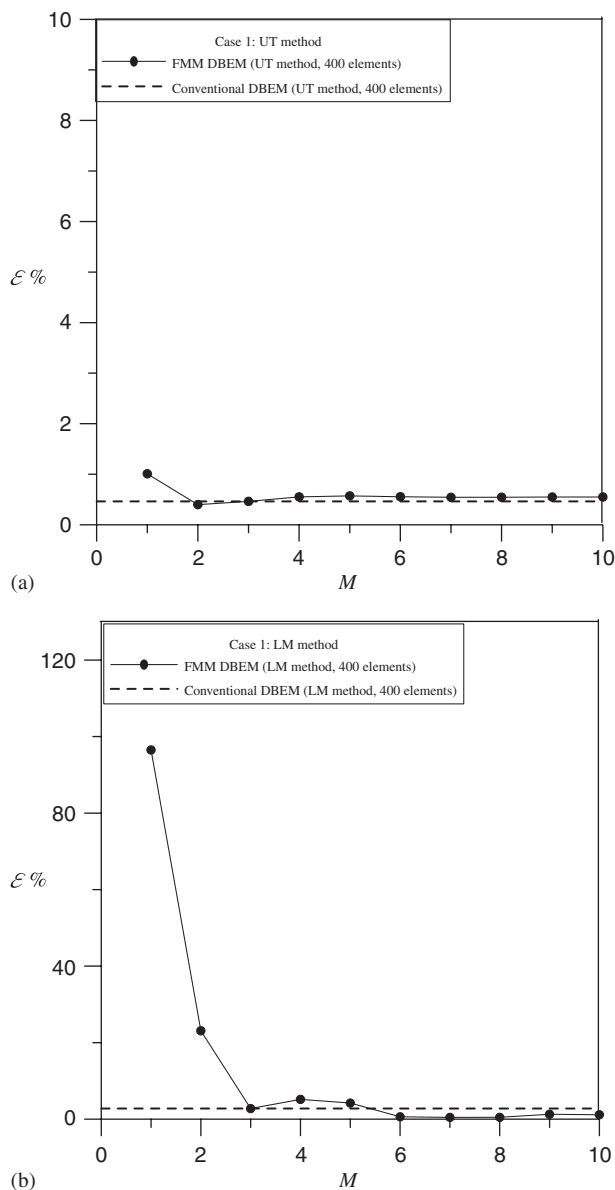 10
Case 1: UT method
FMM DBEM (UT method, 400 elements)
Conventional DBEM (UT method, 400 elements)
8
6
ℰ %
4
2
0
0 2 4 6 8 10
(a) M
Case 1: LM method
120
FMM DBEM (LM method, 400 elements)
Conventional DBEM (LM method, 400 elements)
80
ℰ %
40
0
0 2 4 6 8 10
(b) M